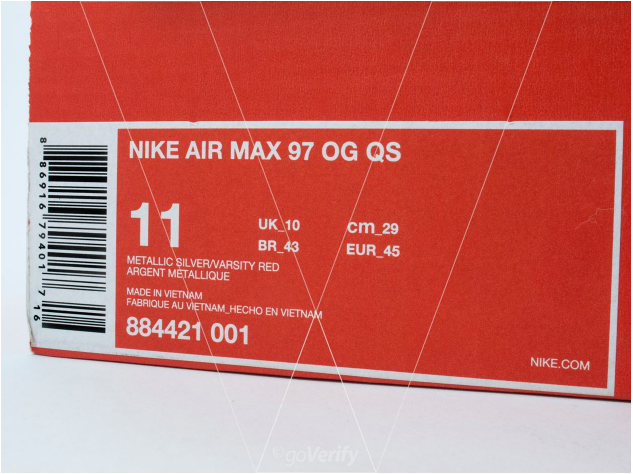 NIKE AIR MAX 97 OG QS
11
UK_10
cm_29
BR_43
EUR_45
METALLIC SILVER/VARSITY RED
ARGENT MÉTALLIQUE
MADE IN VIETNAM
FABRIQUE AU VIETNAM_HECHO EN VIETNAM
884421 001
NIKE.COM
8 86916 79401 7 16
goVerify